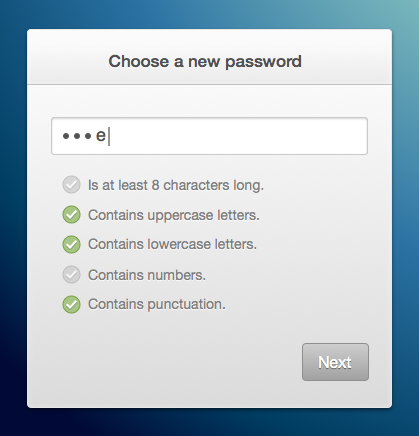 Choose a new password
•••e
Is at least 8 characters long.
Contains uppercase letters.
Contains lowercase letters.
Contains numbers.
Contains punctuation.
Next